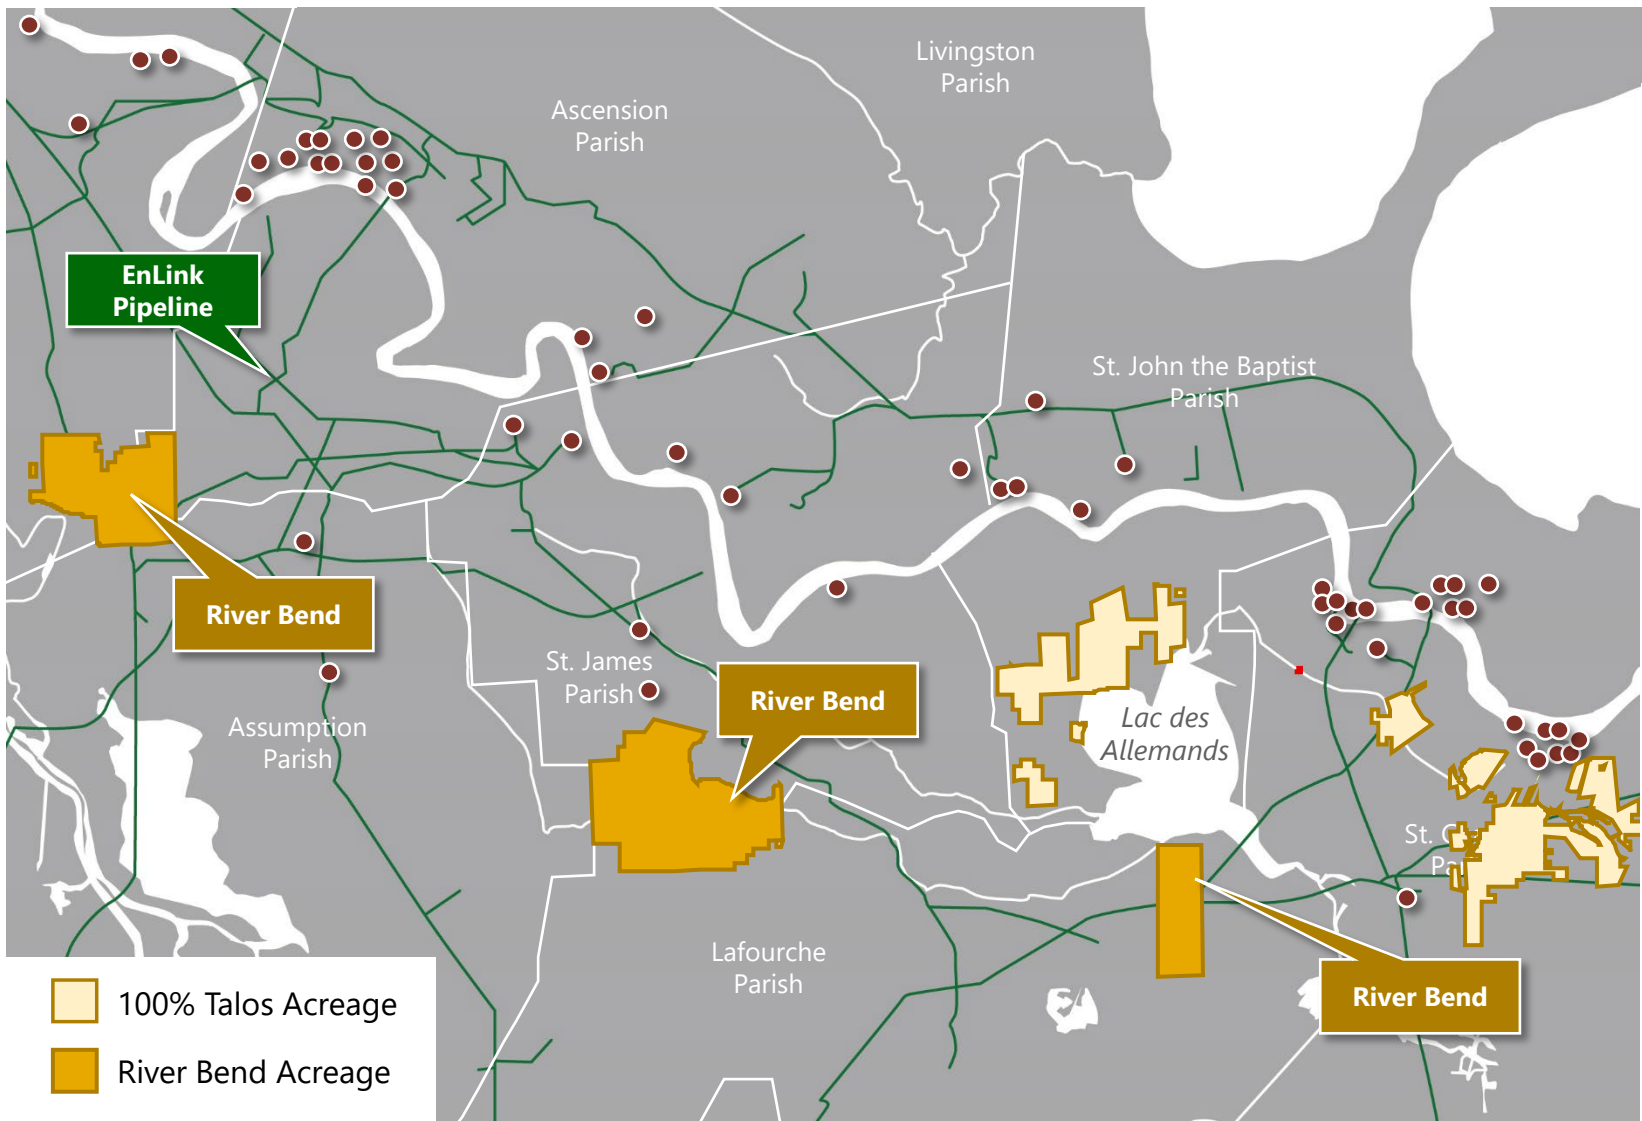 Livingston
Parish
Ascension
Parish
EnLink
Pipeline
St. John the Baptist
Parish
River Bend
St. James
Parish
River Bend
Lac des
Allemands
Assumption
Parish
St.
Lafourche
Parish
River Bend
100% Talos Acreage
River Bend Acreage